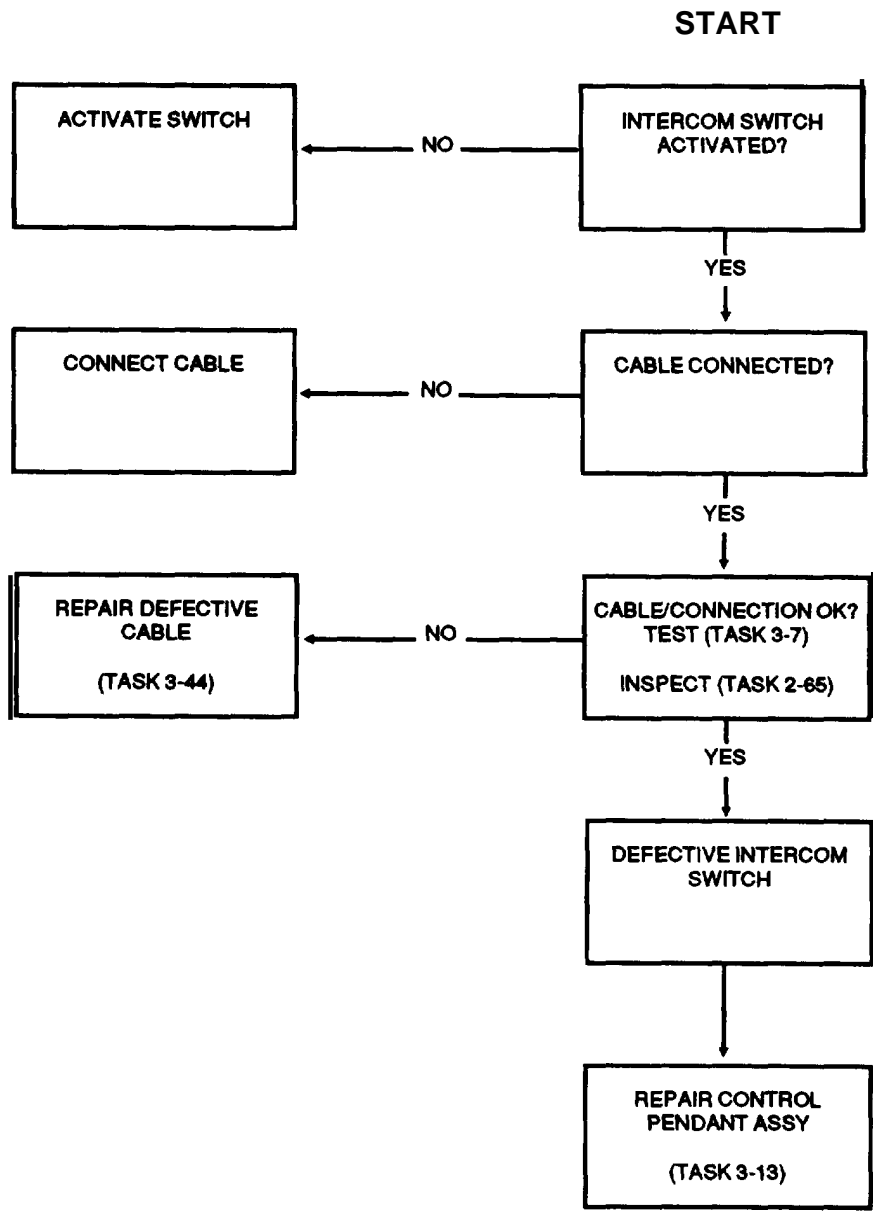 START
INTERCOM SWITCH
ACTIVATED?
NO
ACTIVATE SWITCH
YES
CABLE CONNECTED?
NO
CONNECT CABLE
YES
CABLE/CONNECTION OK?
TEST (TASK 3-7)
INSPECT (TASK 2-65)
NO
REPAIR DEFECTIVE
CABLE
(TASK 3-44)
YES
DEFECTIVE INTERCOM
SWITCH
REPAIR CONTROL
PENDANT ASSY
(TASK 3-13)